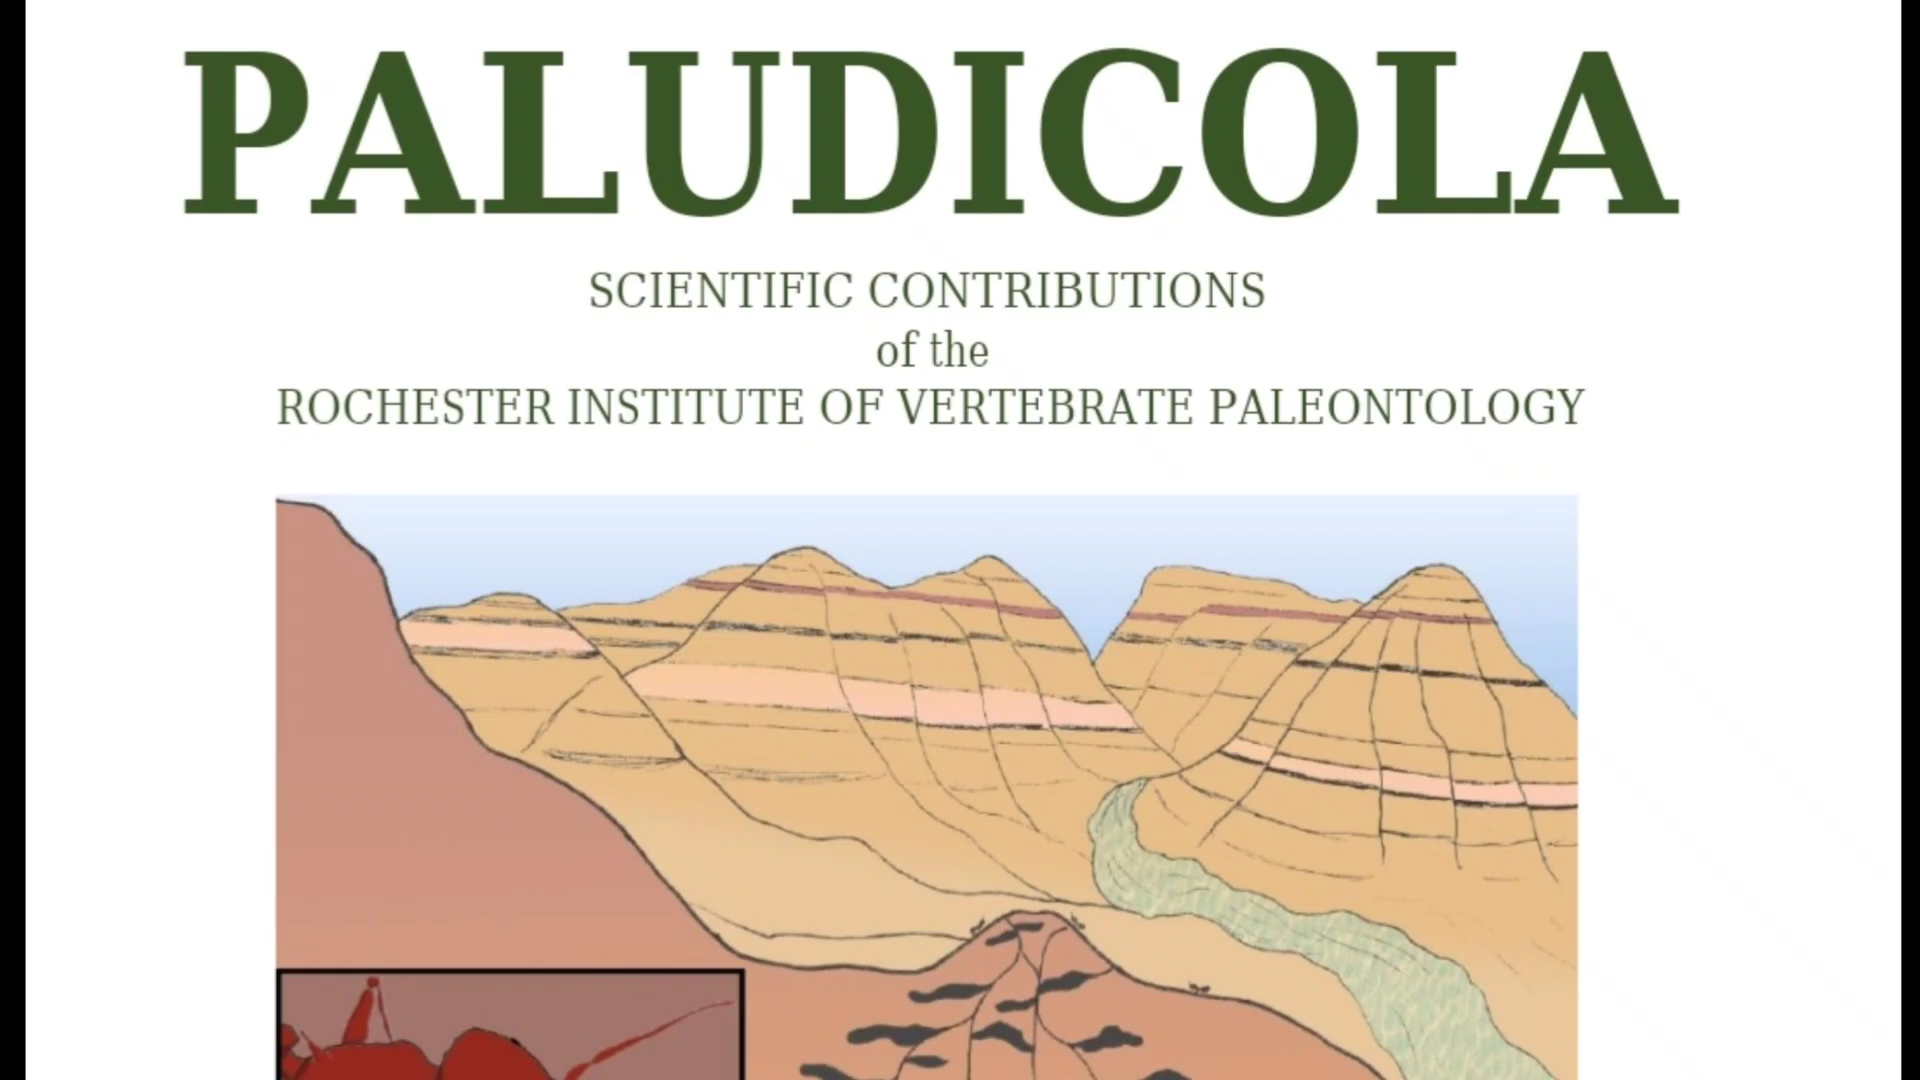 PALUDICOLA
SCIENTIFIC CONTRIBUTIONS
of the
ROCHESTER INSTITUTE OF VERTEBRATE PALEONTOLOGY